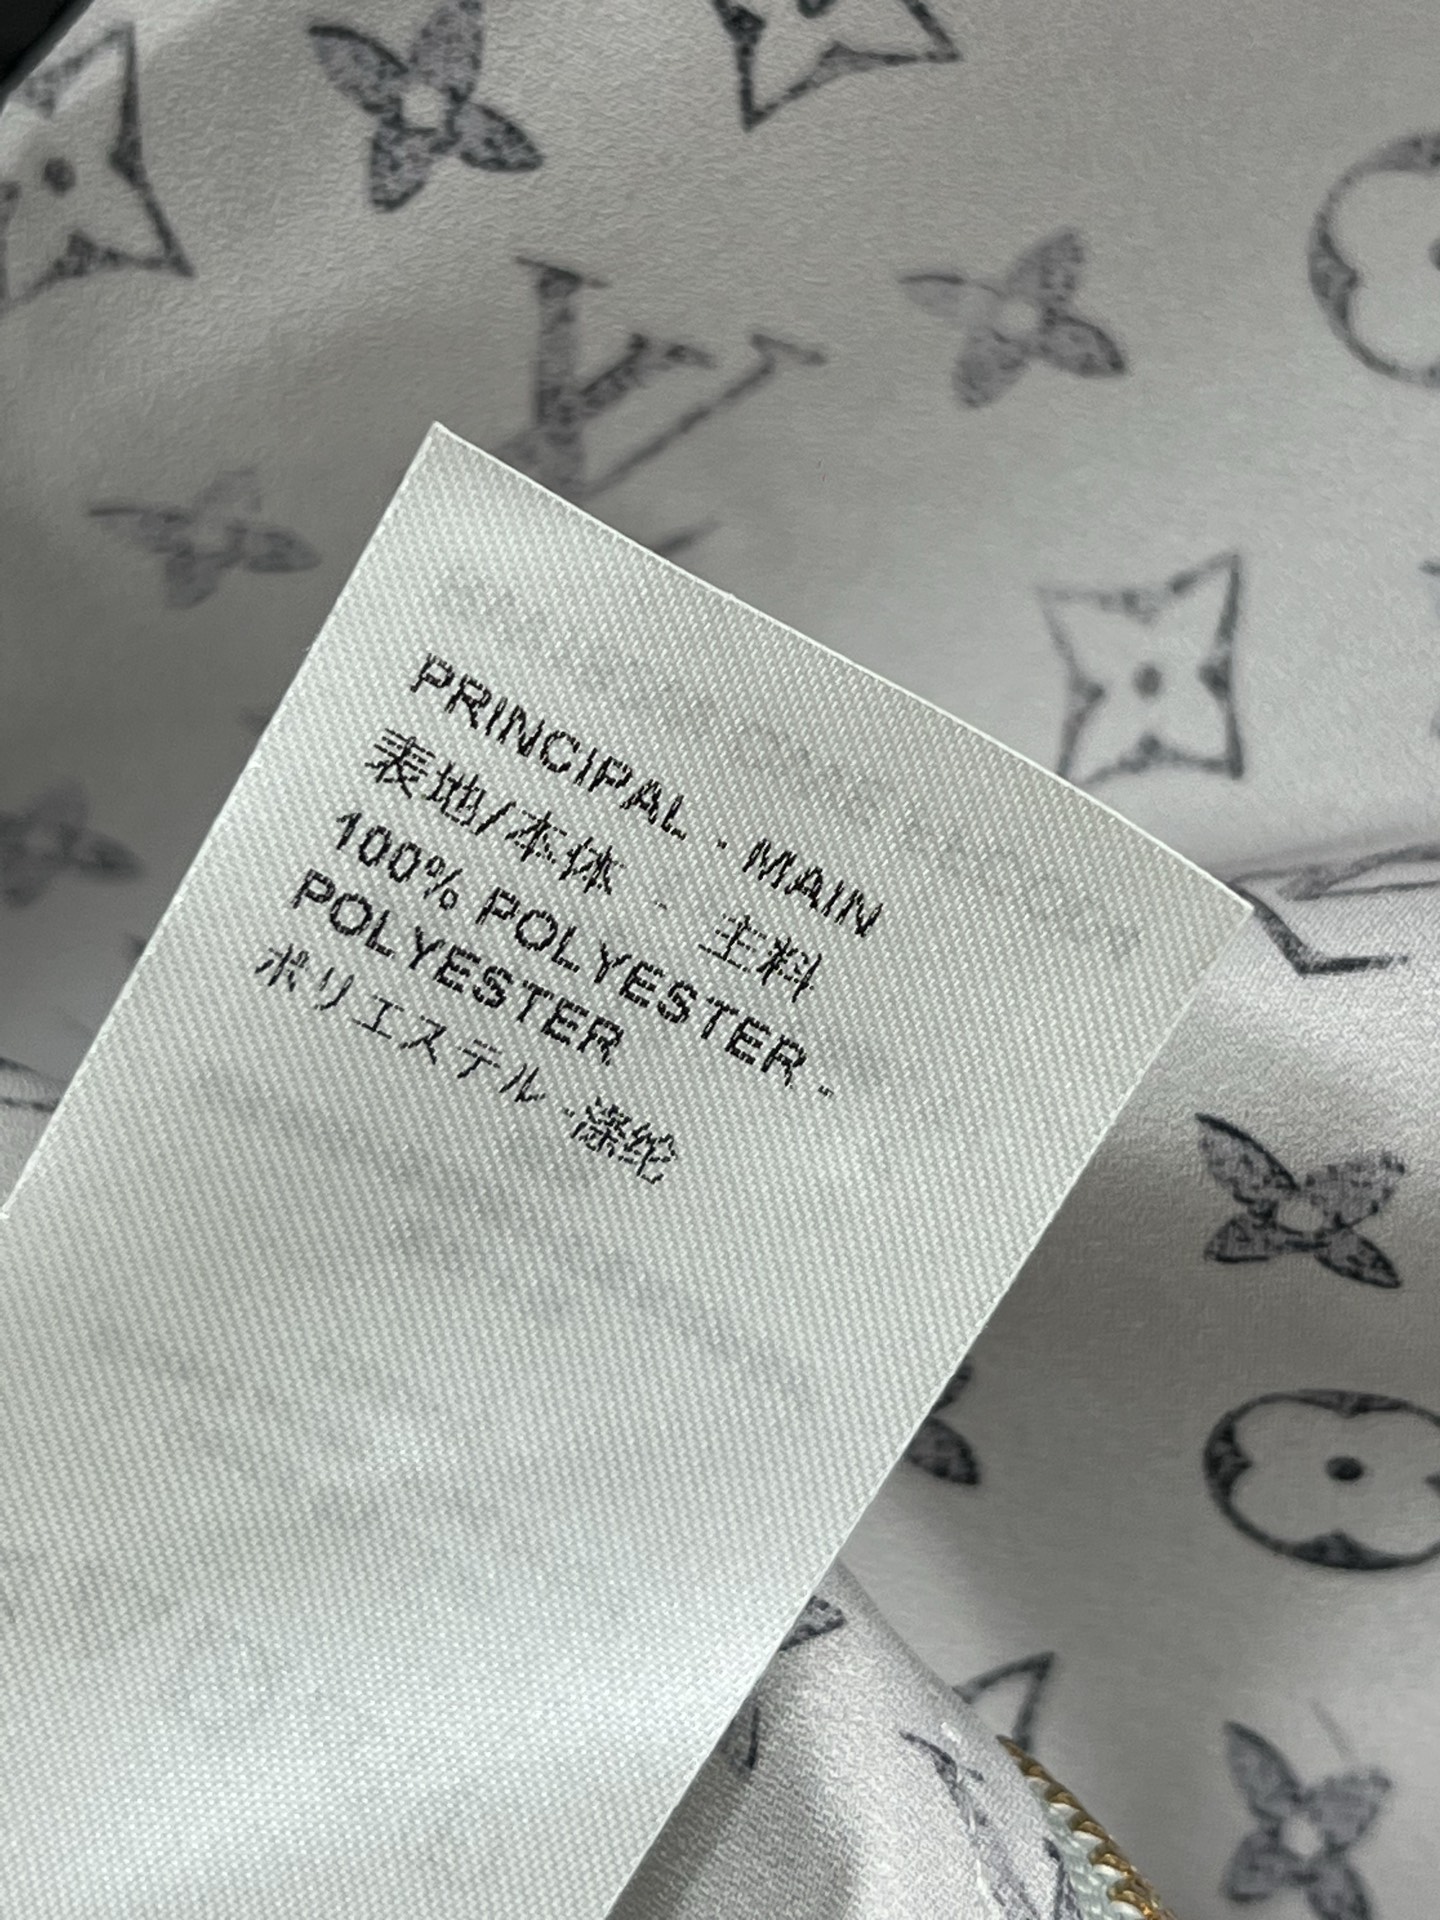 PRINCIPAL - MAIN
表地/本体 - 主料
100% POLYESTER -
POLYESTER
ポリエステル -涤纶